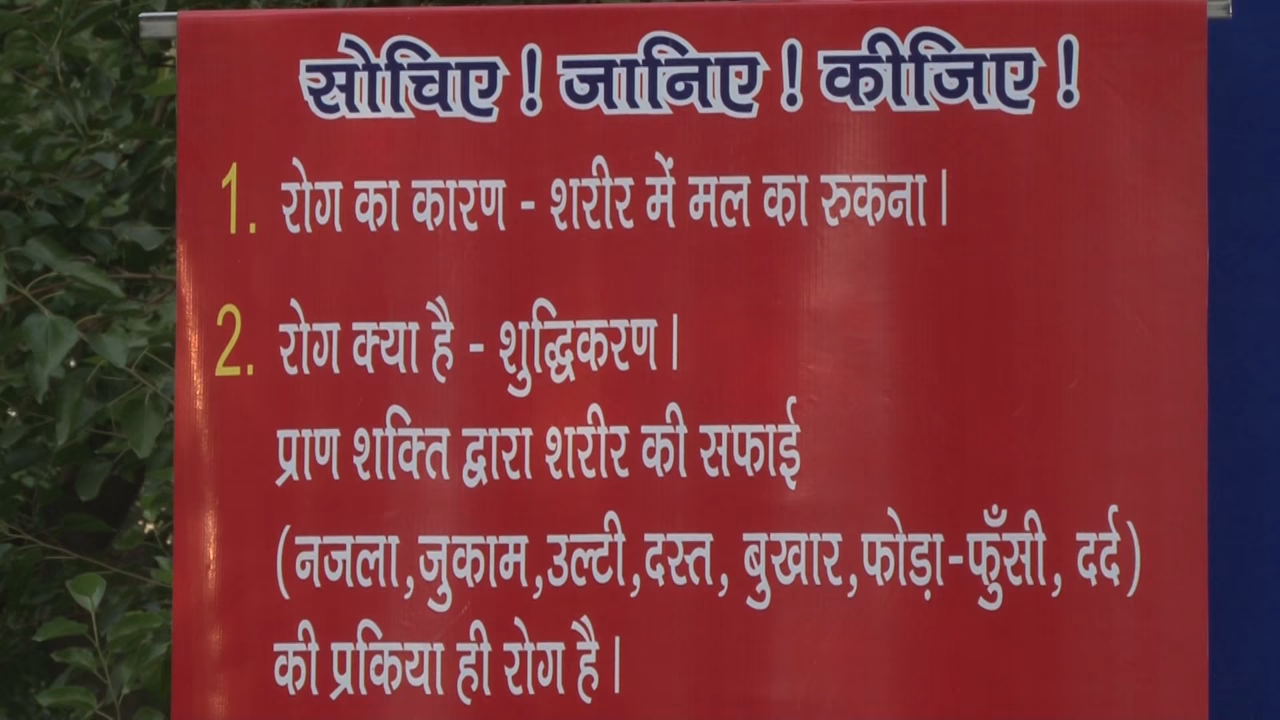 सोचिए ! जानिए ! कीजिए !
1. रोग का कारण - शरीर में मल का रुकना।
2. रोग क्या है - शुद्धिकरण।
प्राण शक्ति द्वारा शरीर की सफाई
(नजला,जुकाम,उल्टी,दस्त, बुखार,फोड़ा-फुँसी, दर्द)
की प्रकिया ही रोग है।